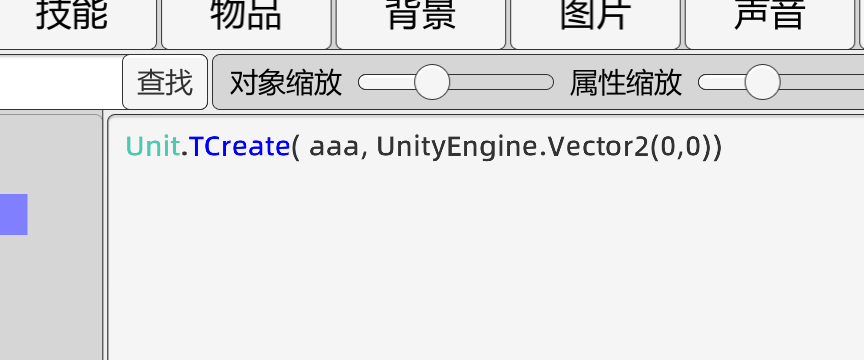 技能 物品 背景 图片 声音
查找 对象缩放 属性缩放
Unit.TCreate( aaa, UnityEngine.Vector2(0,0))